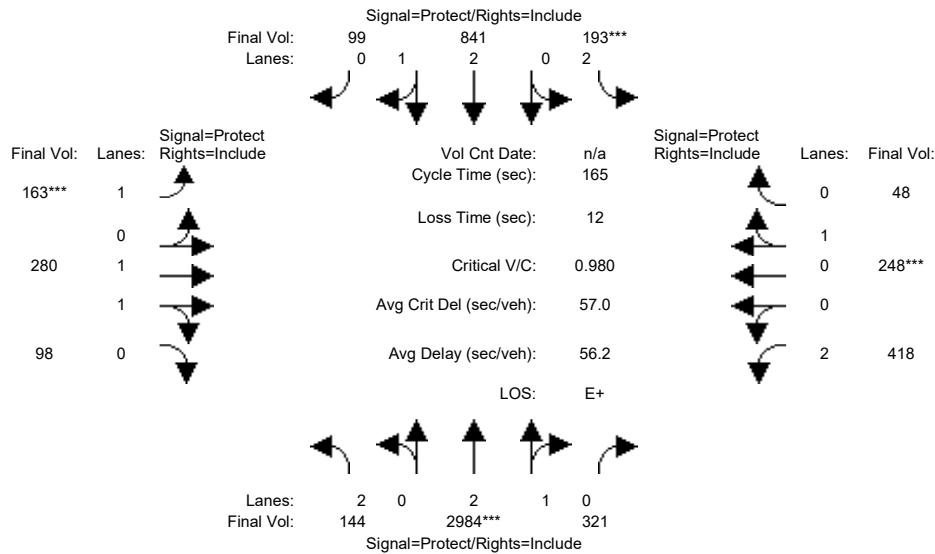 Signal=Protect/Rights=Include
Final Vol: 99 841 193***
Lanes: 0 1 2 0 2
Signal=Protect
Final Vol: Lanes: Rights=Include
Vol Cnt Date: n/a
Signal=Protect
Rights=Include Lanes: Final Vol:
Cycle Time (sec): 165
163*** 1
0 48
Loss Time (sec): 12
0
1
280 1
Critical V/C: 0.980
0 248***
1
Avg Crit Del (sec/veh): 57.0
0
98 0
Avg Delay (sec/veh): 56.2
2 418
LOS: E+
Lanes: 2 0 2 1 0
Final Vol: 144 2984*** 321
Signal=Protect/Rights=Include